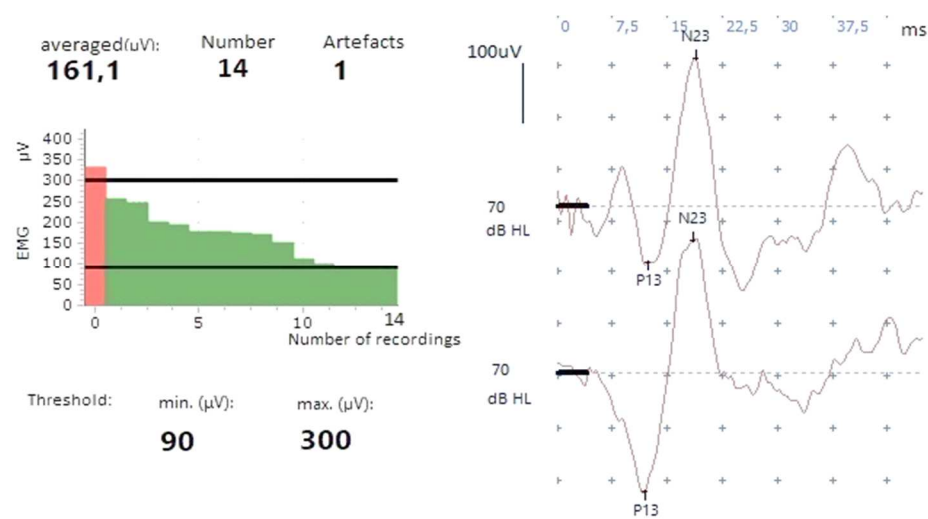 averaged(uV): Number Artefacts
161,1 14 1
µV
400
350
300
250
200
150
100
50
0
EMG
0 5 10 14
Number of recordings
Threshold: min. (µV): max. (µV):
90 300
0 7,5 15 22,5 30 37,5 ms
100uV
N23
70
dB HL
P13
N23
70
dB HL
P13